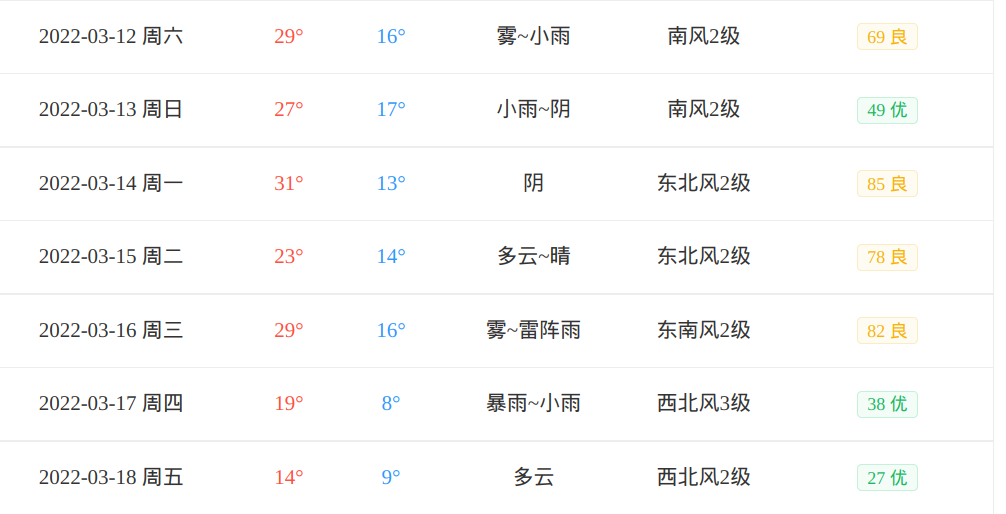 2022-03-12 周六 29° 16° 雾~小雨 南风2级 69 良
2022-03-13 周日 27° 17° 小雨~阴 南风2级 49 优
2022-03-14 周一 31° 13° 阴 东北风2级 85 良
2022-03-15 周二 23° 14° 多云~晴 东北风2级 78 良
2022-03-16 周三 29° 16° 雾~雷阵雨 东南风2级 82 良
2022-03-17 周四 19° 8° 暴雨~小雨 西北风3级 38 优
2022-03-18 周五 14° 9° 多云 西北风2级 27 优